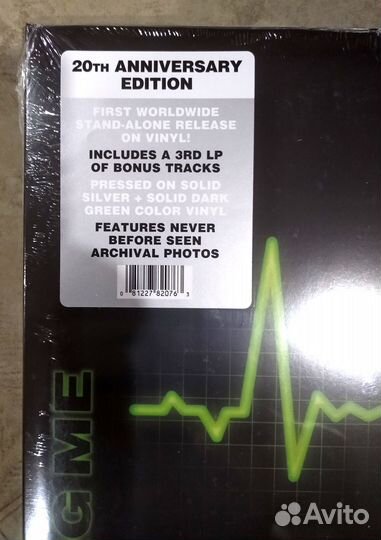 20TH ANNIVERSARY
EDITION
FIRST WORLDWIDE
STAND-ALONE RELEASE
ON VINYL!
INCLUDES A 3RD LP
OF BONUS TRACKS
PRESSED ON SOLID
SILVER + SOLID DARK
GREEN COLOR VINYL
FEATURES NEVER
BEFORE SEEN
ARCHIVAL PHOTOS
0 81227 82076 3
GME
Avito